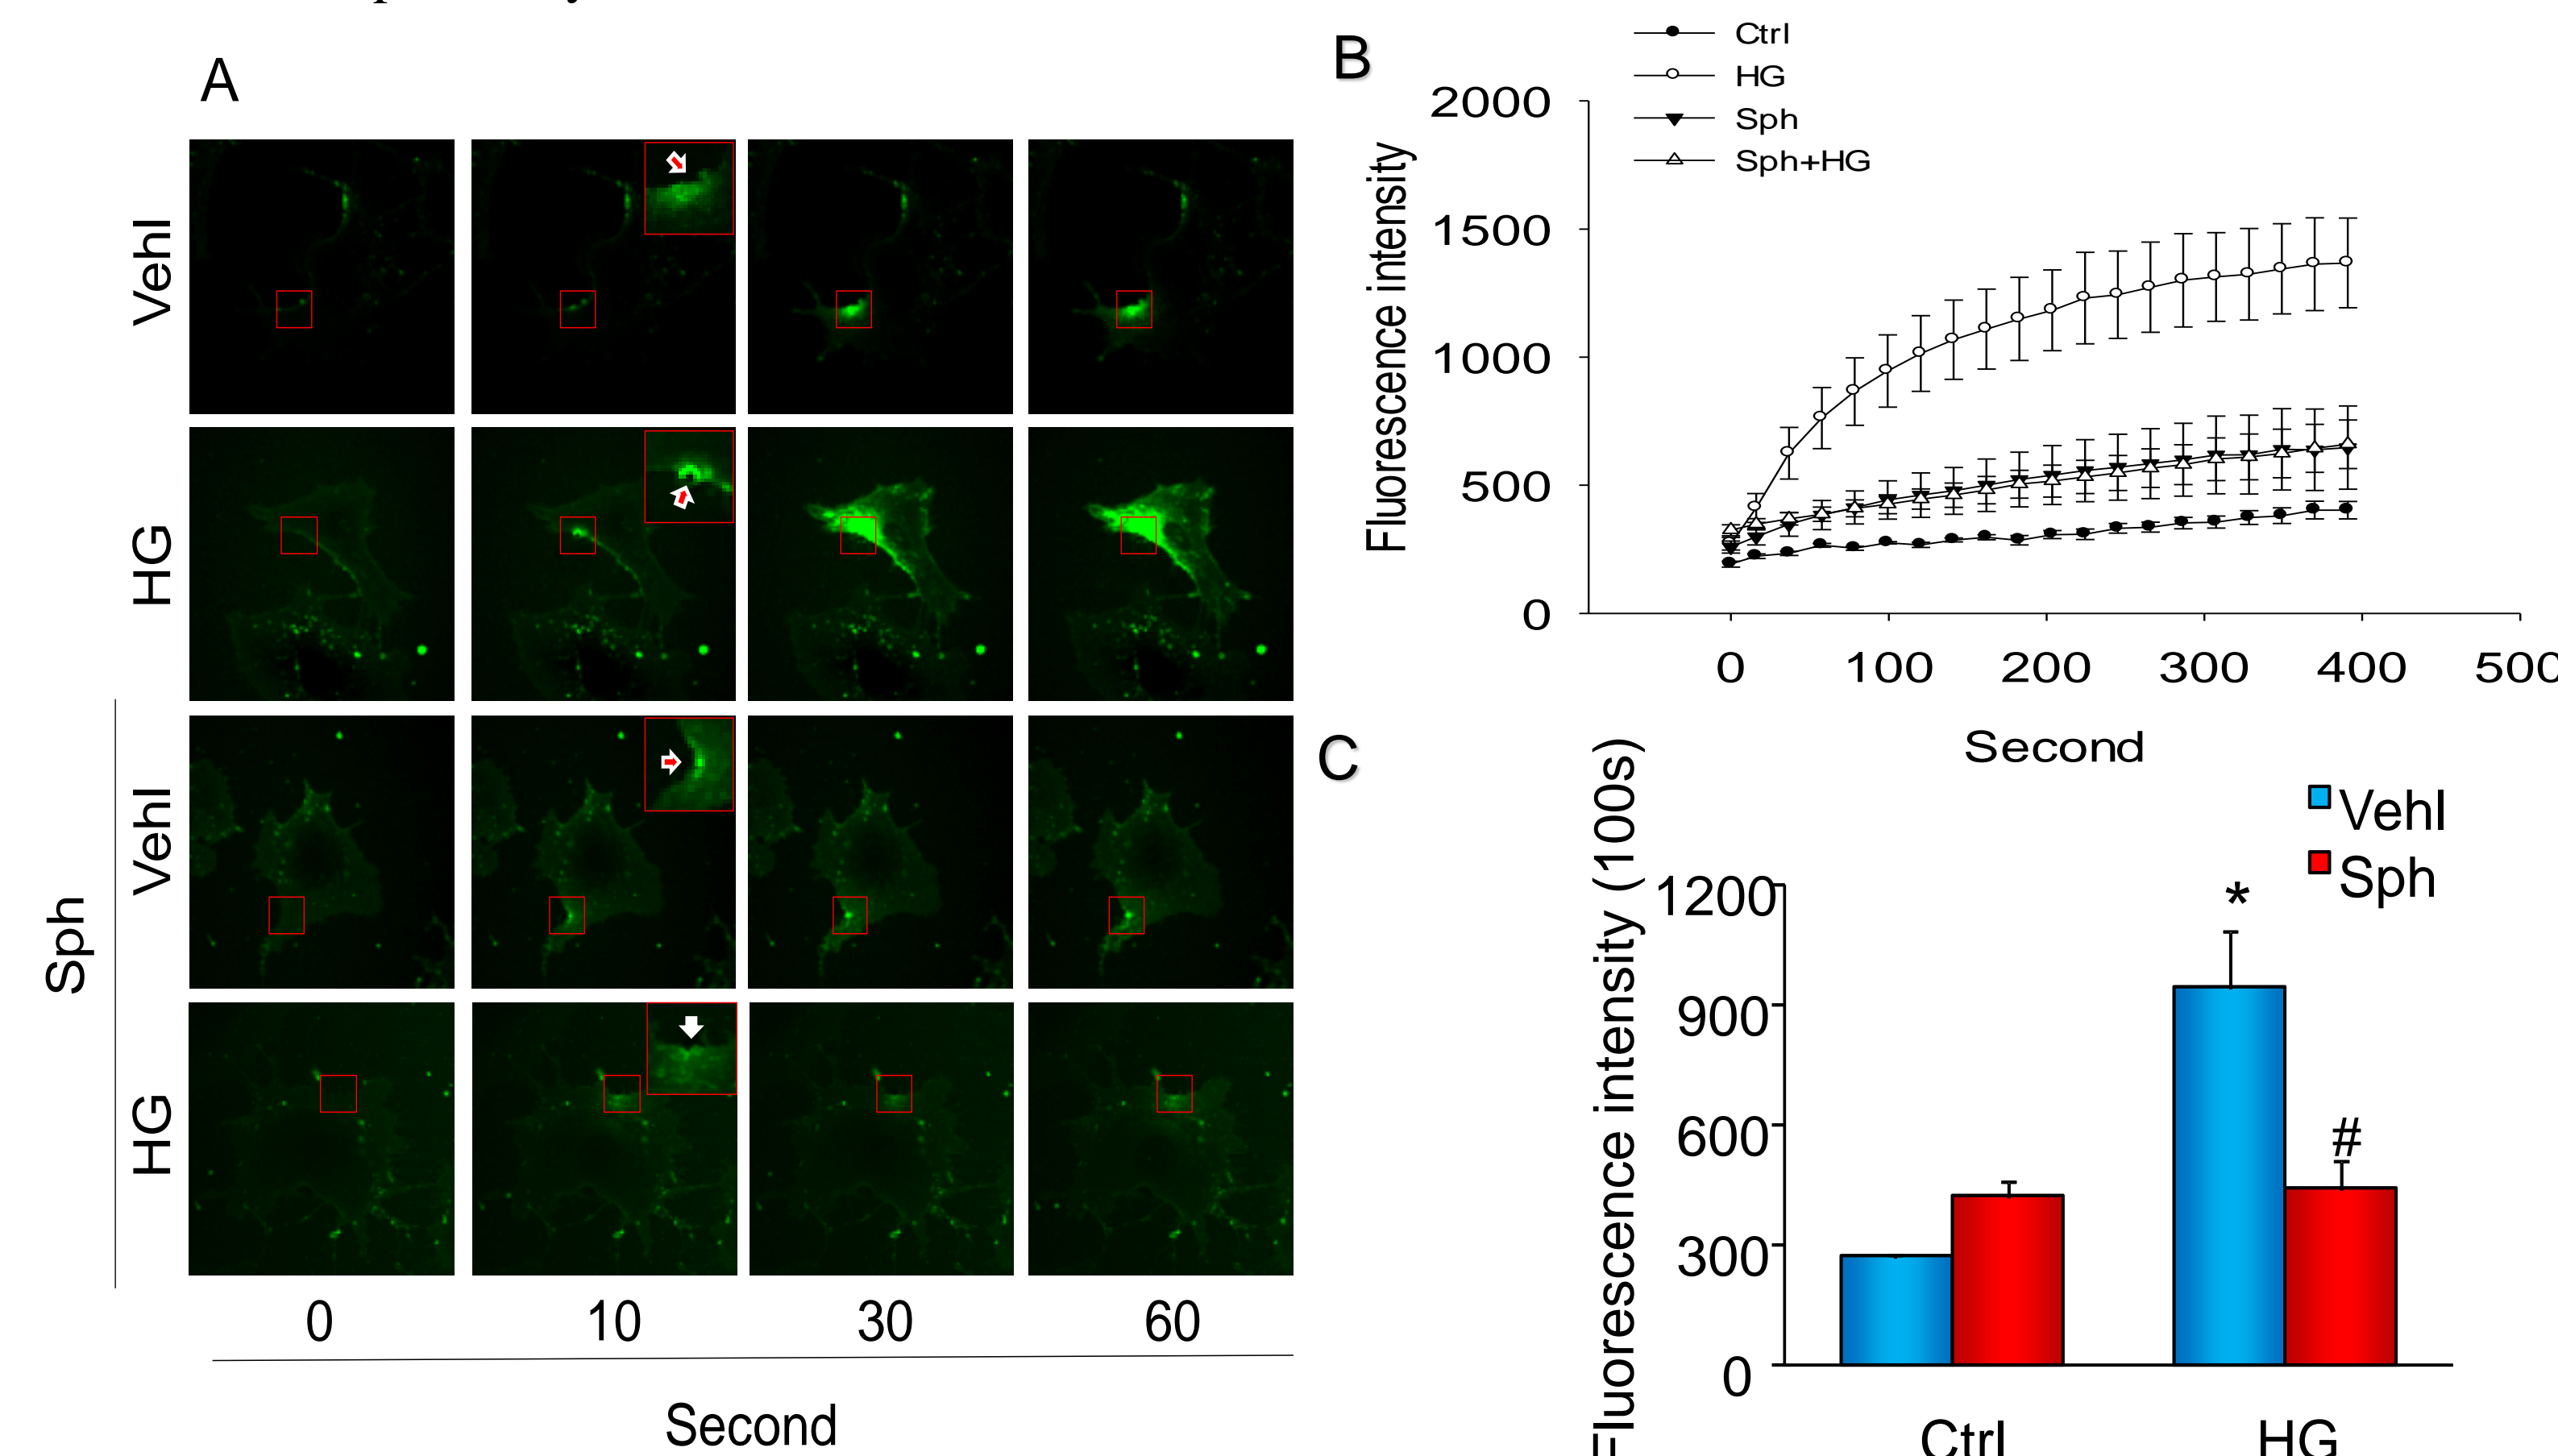 A
Vehl
HG
Sph
Vehl
HG
0 10 30 60
Second
B
Ctrl
HG
Sph
Sph+HG
Fluorescence intensity
2000
1500
1000
500
0
0 100 200 300 400 500
Second
C
Fluorescence intensity (100s)
Vehl
Sph
1200
900
600
300
0
*
#
Ctrl HG